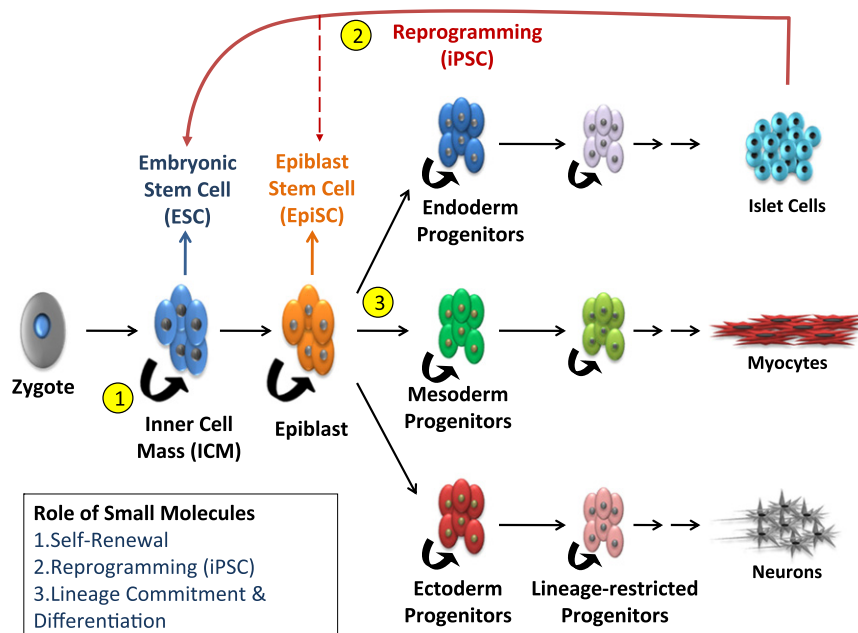 2
Reprogramming
(iPSC)
Embryonic
Stem Cell
(ESC)
Epiblast
Stem Cell
(EpiSC)
Endoderm
Progenitors
Islet Cells
3
Zygote
1
Inner Cell
Mass (ICM)
Epiblast
Mesoderm
Progenitors
Myocytes
Role of Small Molecules
1.Self-Renewal
2.Reprogramming (iPSC)
3.Lineage Commitment &
Differentiation
Ectoderm
Progenitors
Lineage-restricted
Progenitors
Neurons